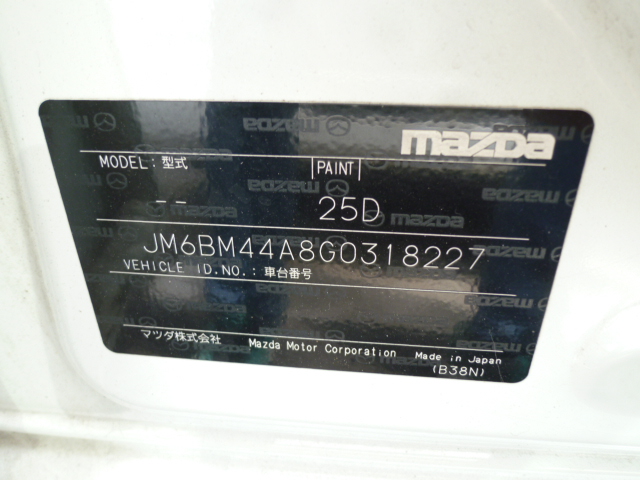 mazda
MODEL: 型式 PAINT
-- 25D
JM6BM44A8G0318227
VEHICLE ID.NO.: 車台番号
マツダ株式会社 Mazda Motor Corporation Made in Japan
(B38N)